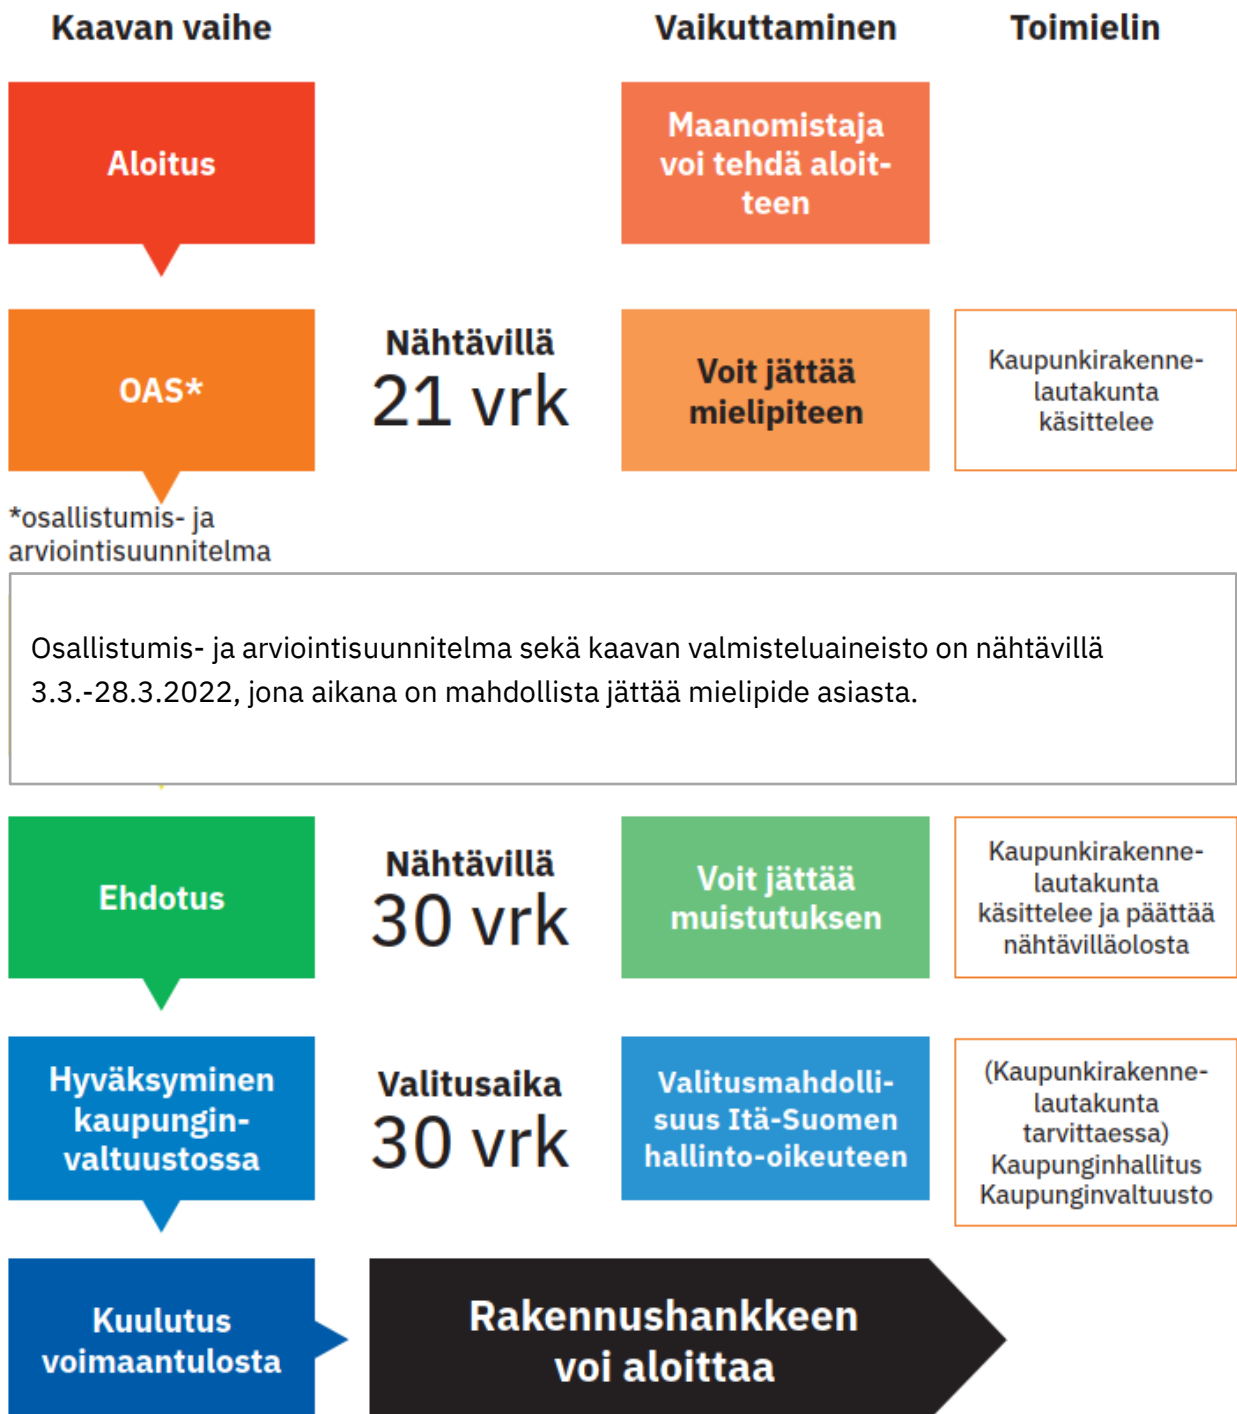 Kaavan vaihe
Vaikuttaminen
Toimielin
Aloitus
Maanomistaja
voi tehdä aloit-
teen
OAS*
Nähtävillä
21 vrk
Voit jättää
mielipiteen
Kaupunkirakenne-
lautakunta
käsittelee
*osallistumis- ja
arviointisuunnitelma
Osallistumis- ja arviointisuunnitelma sekä kaavan valmisteluaineisto on nähtävillä
3.3.-28.3.2022, jona aikana on mahdollista jättää mielipide asiasta.
Ehdotus
Nähtävillä
30 vrk
Voit jättää
muistutuksen
Kaupunkirakenne-
lautakunta
käsittelee ja päättää
nähtävilläolosta
Hyväksyminen
kaupungin-
valtuustossa
Valitusaika
30 vrk
Valitusmahdolli-
suus Itä-Suomen
hallinto-oikeuteen
(Kaupunkirakenne-
lautakunta
tarvittaessa)
Kaupunginhallitus
Kaupunginvaltuusto
Kuulutus
voimaantulosta
Rakennushankkeen
voi aloittaa